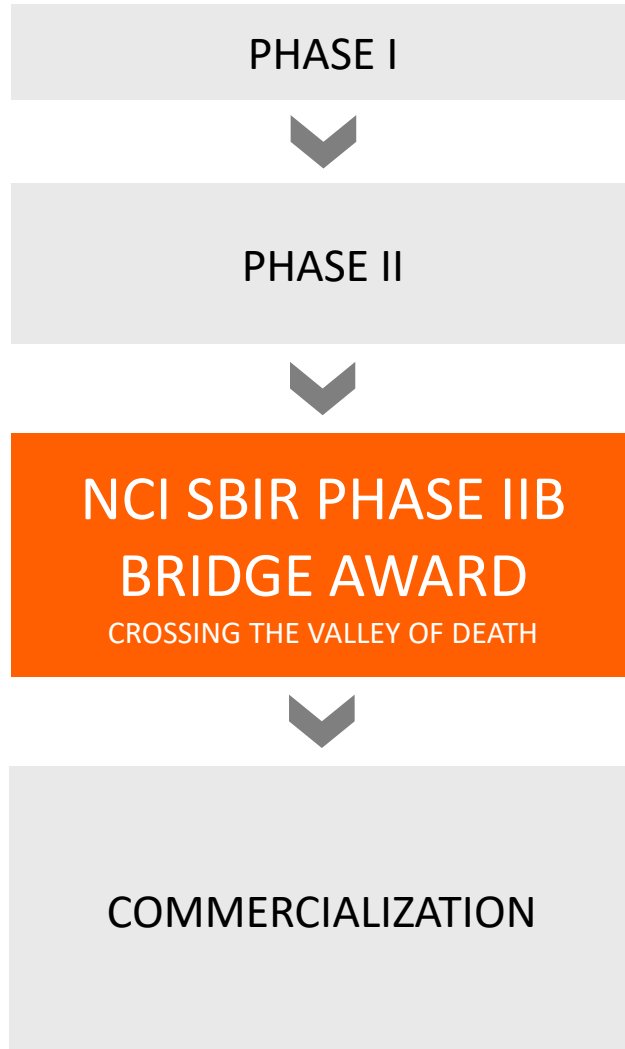 PHASE I
PHASE II
NCI SBIR PHASE IIB
BRIDGE AWARD
CROSSING THE VALLEY OF DEATH
COMMERCIALIZATION